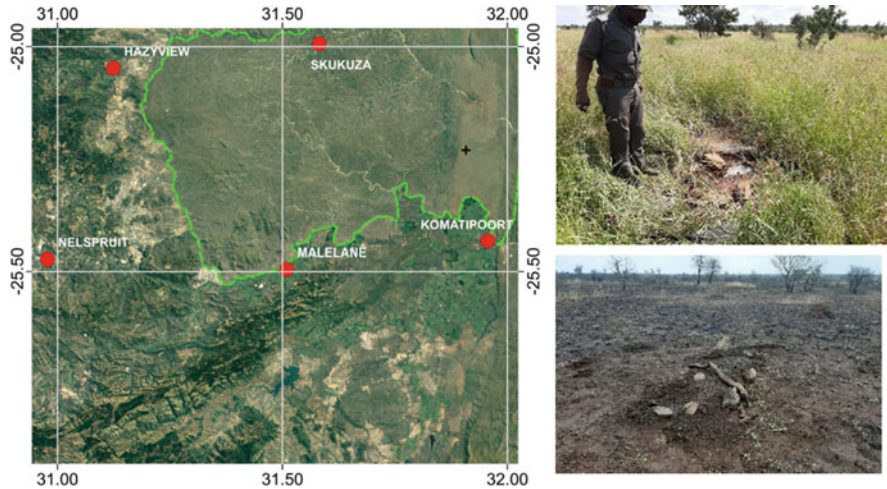 31.00 31.50 32.00
-25.00 -25.00
HAZYVIEW
SKUKUZA
KOMATIPOORT
NELSPRUIT
MALELANE
-25.50 -25.50
31.00 31.50 32.00